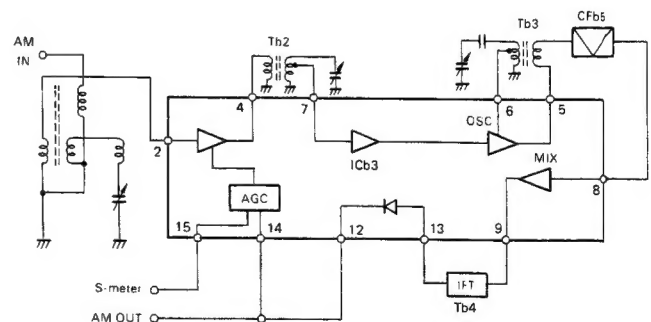 AM
IN
Tb2
Tb3
CFb5
4
7
6
5
OSC
2
ICb3
MIX
8
AGC
15
14
12
13
9
S-meter
IFT
Tb4
AM OUT